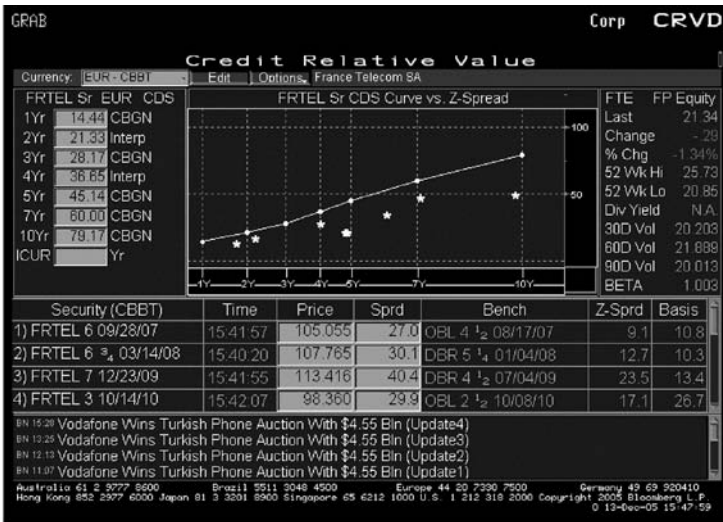 GRAB Corp CRVD
Credit Relative Value
Currency: EUR - CBBT Edit Options France Telecom SA
FRTEL Sr EUR CDS
1Yr 14.44 CBGN
2Yr 21.33 Interp
3Yr 28.17 CBGN
4Yr 36.65 Interp
5Yr 45.14 CBGN
7Yr 60.00 CBGN
10Yr 79.17 CBGN
ICUR Yr
FRTEL Sr CDS Curve vs. Z-Spread
100
50
1Y 2Y 3Y 4Y 5Y 7Y 10Y
FTE FP Equity
Last 21.34
Change -.29
% Chg -1.34%
52 Wk Hi 25.73
52 Wk Lo 20.85
Div Yield N.A.
30D Vol 20.203
60D Vol 21.889
90D Vol 20.013
BETA 1.003
Security (CBBT) Time Price Sprd Bench Z-Sprd Basis
1) FRTEL 6 09/28/07 15:41:57 105.055 27.0 OBL 4 1/2 08/17/07 9.1 10.8
2) FRTEL 6 3/4 03/14/08 15:40:20 107.765 30.1 DBR 5 1/4 01/04/08 12.7 10.3
3) FRTEL 7 12/23/09 15:41:55 113.416 40.4 DBR 4 1/2 07/04/09 23.5 13.4
4) FRTEL 3 10/14/10 15:42:07 98.360 29.9 OBL 2 1/2 10/08/10 17.1 26.7
BN 15:28 Vodafone Wins Turkish Phone Auction With $4.55 Bln (Update4)
BN 13:25 Vodafone Wins Turkish Phone Auction With $4.55 Bln (Update3)
BN 12:13 Vodafone Wins Turkish Phone Auction With $4.55 Bln (Update2)
BN 11:07 Vodafone Wins Turkish Phone Auction With $4.55 Bln (Update1)
Australia 61 2 9777 8600 Brazil 5511 3048 4500 Europe 44 20 7330 7500 Germany 49 69 920410
Hong Kong 852 2977 6000 Japan 81 3 3201 8900 Singapore 65 6212 1000 U.S. 1 212 318 2000 Copyright 2005 Bloomberg L.P.
0 13-Dec-05 15:47:59